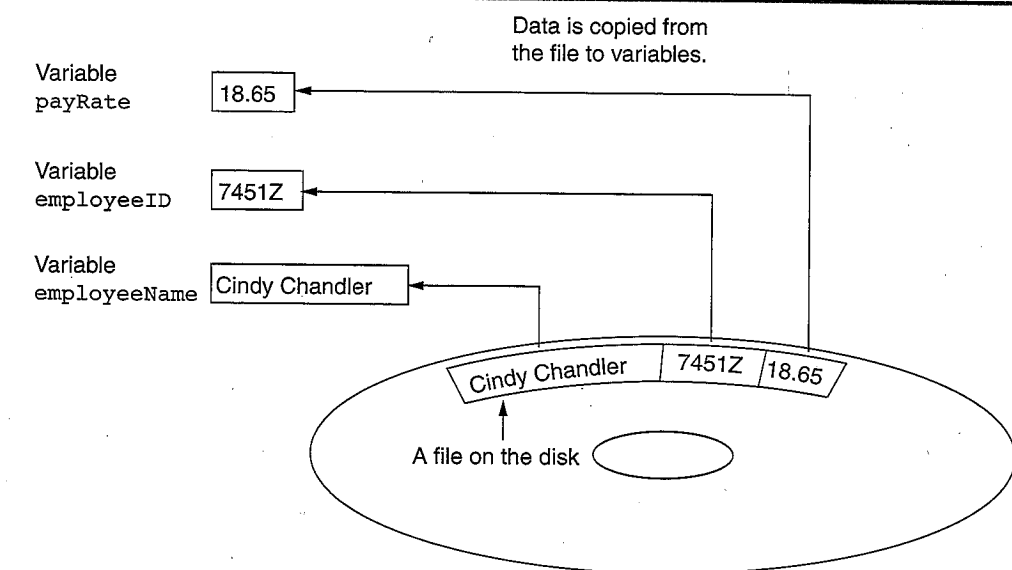 Data is copied from
the file to variables.
Variable
payRate
18.65
Variable
employeeID
7451Z
Variable
employeeName
Cindy Chandler
Cindy Chandler
7451Z
18.65
A file on the disk